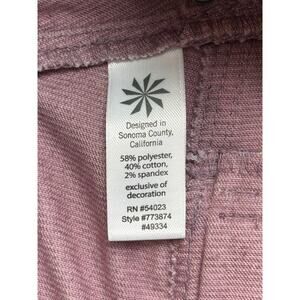 Designed in
Sonoma County,
California
58% polyester,
40% cotton,
2% spandex
exclusive of
decoration
RN #54023
Style #773874
#49334